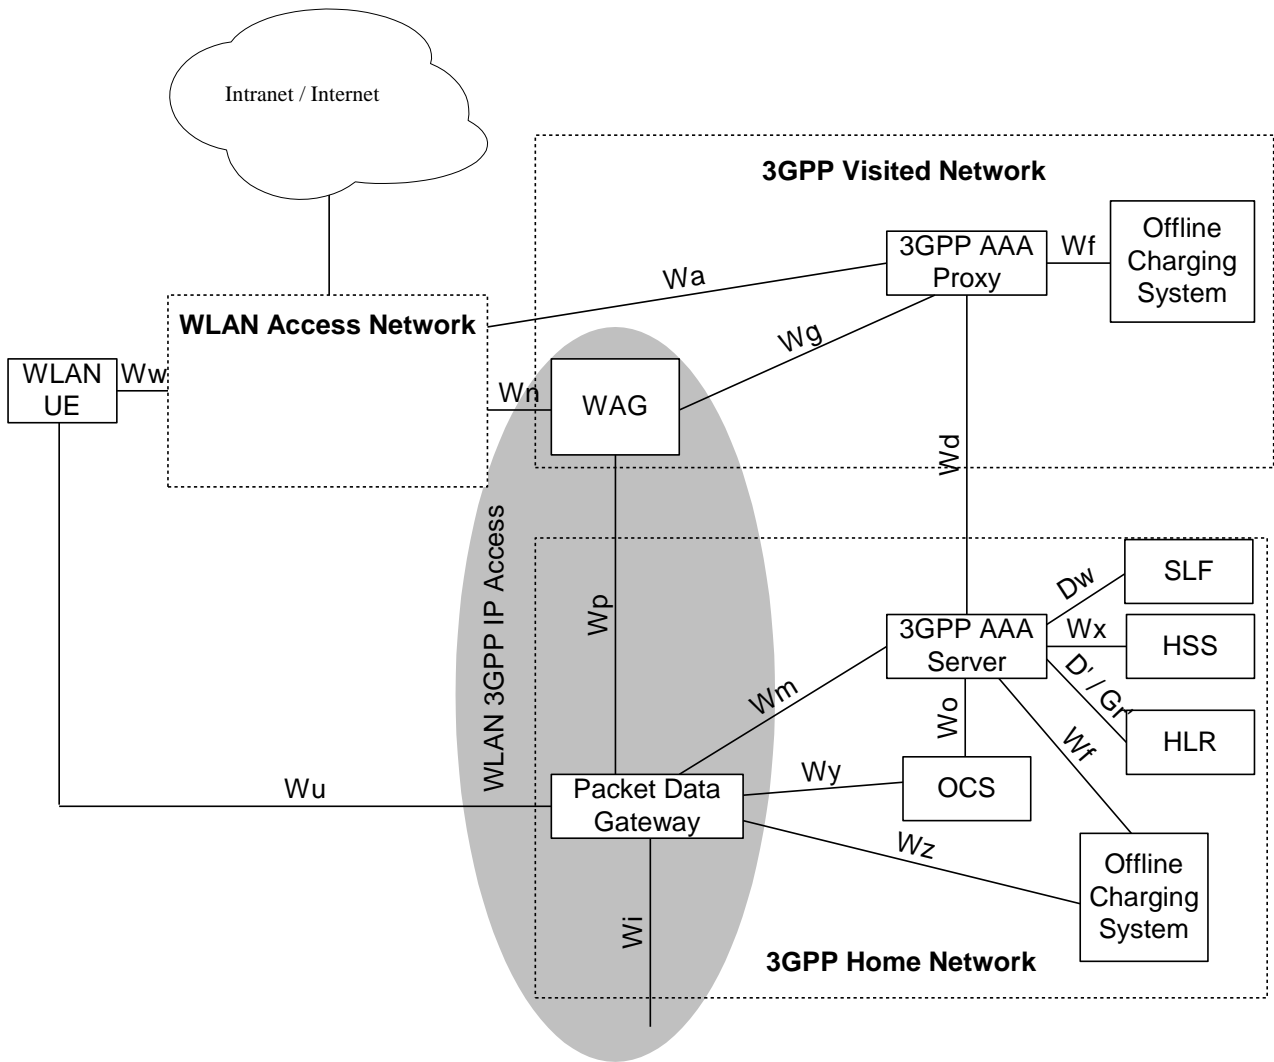 Intranet / Internet
3GPP Visited Network
Offline
Charging
System
3GPP AAA
Proxy
Wf
Wa
WLAN Access Network
Wg
WLAN
UE
Ww
Wn
WAG
Wd
WLAN 3GPP IP Access
Wp
SLF
Dw
3GPP AAA
Server
Wx
HSS
D' / Gr'
HLR
Wm
Wo
Wf
Wu
Packet Data
Gateway
Wy
OCS
Wz
Offline
Charging
System
Wi
3GPP Home Network